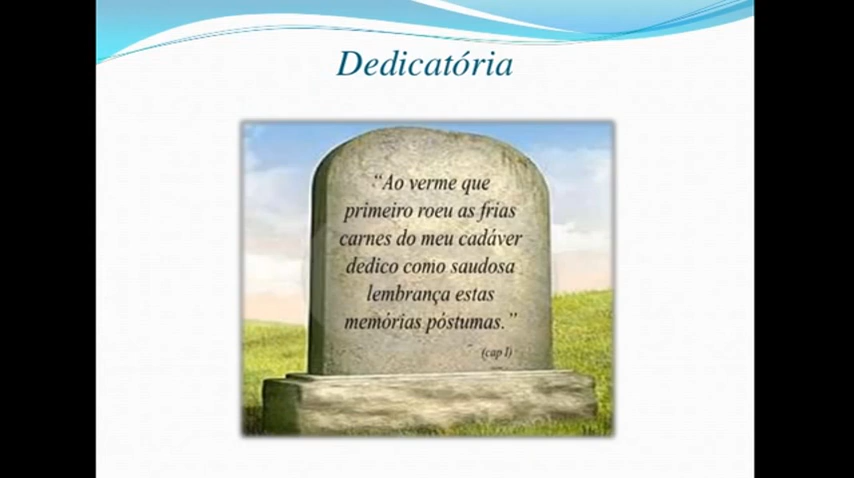 Dedicatória
“Ao verme que
primeiro roeu as frias
carnes do meu cadáver
dedico como saudosa
lembrança estas
memórias póstumas.”
(cap I)